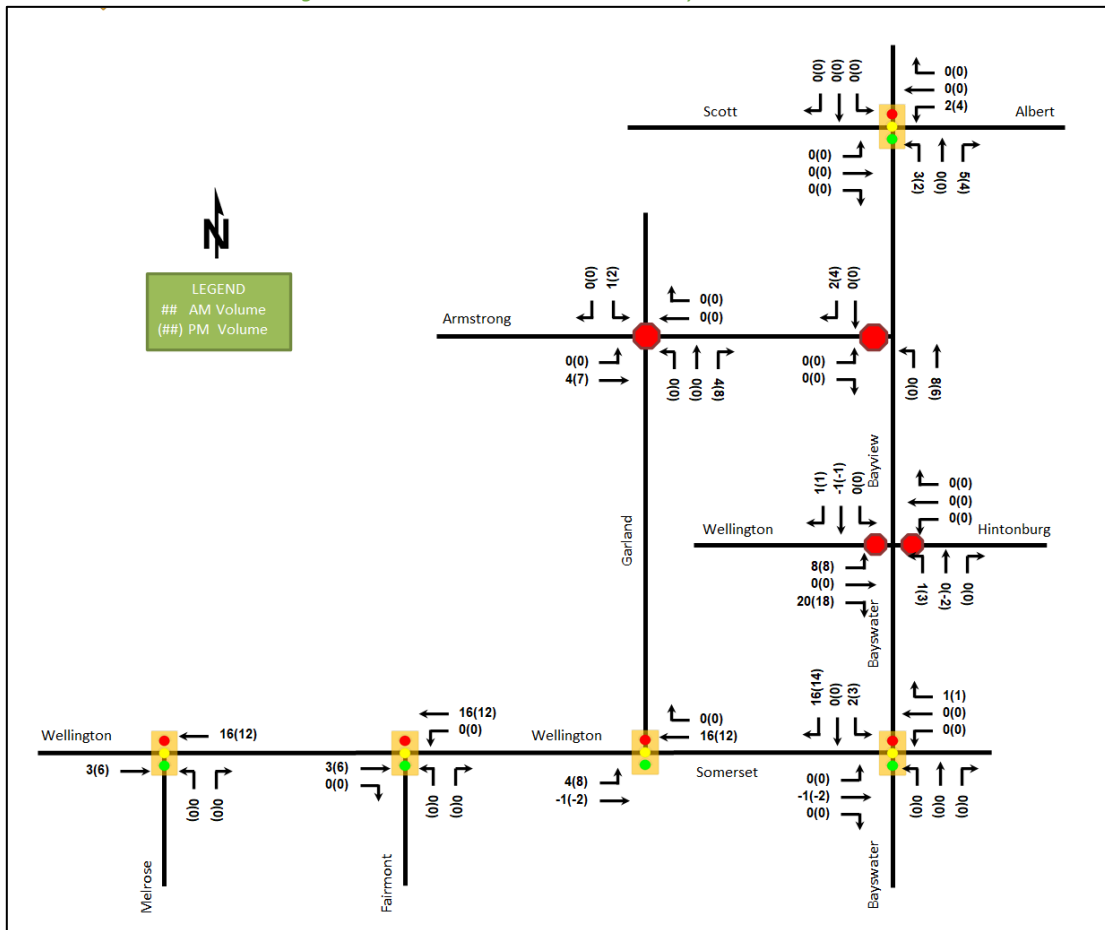 0(0) 0(0) 0(0)
0(0)
0(0)
2(4)
Scott
Albert
0(0)
0(0)
0(0)
3(2) 0(0) 5(4)
N
LEGEND
## AM Volume
(##) PM Volume
0(0) 1(2)
0(0)
0(0)
Armstrong
0(0)
4(7)
0(0) 0(0) 4(8)
2(4) 0(0)
0(0)
0(0)
0(0) 8(6)
Bayview
Garland
1(1) -1(-1) 0(0)
0(0)
0(0)
0(0)
Wellington
Hintonburg
8(8)
0(0)
20(18)
1(3) 0(-2) 0(0)
Bayswater
Wellington
16(12)
3(6)
0(0) 0(0)
Melrose
16(12)
0(0)
3(6)
0(0)
0(0) 0(0)
Fairmont
Wellington
0(0)
16(12)
4(8)
-1(-2)
Somerset
16(14) 0(0) 2(3)
1(1)
0(0)
0(0)
0(0)
-1(-2)
0(0)
0(0) 0(0) 0(0)
Bayswater